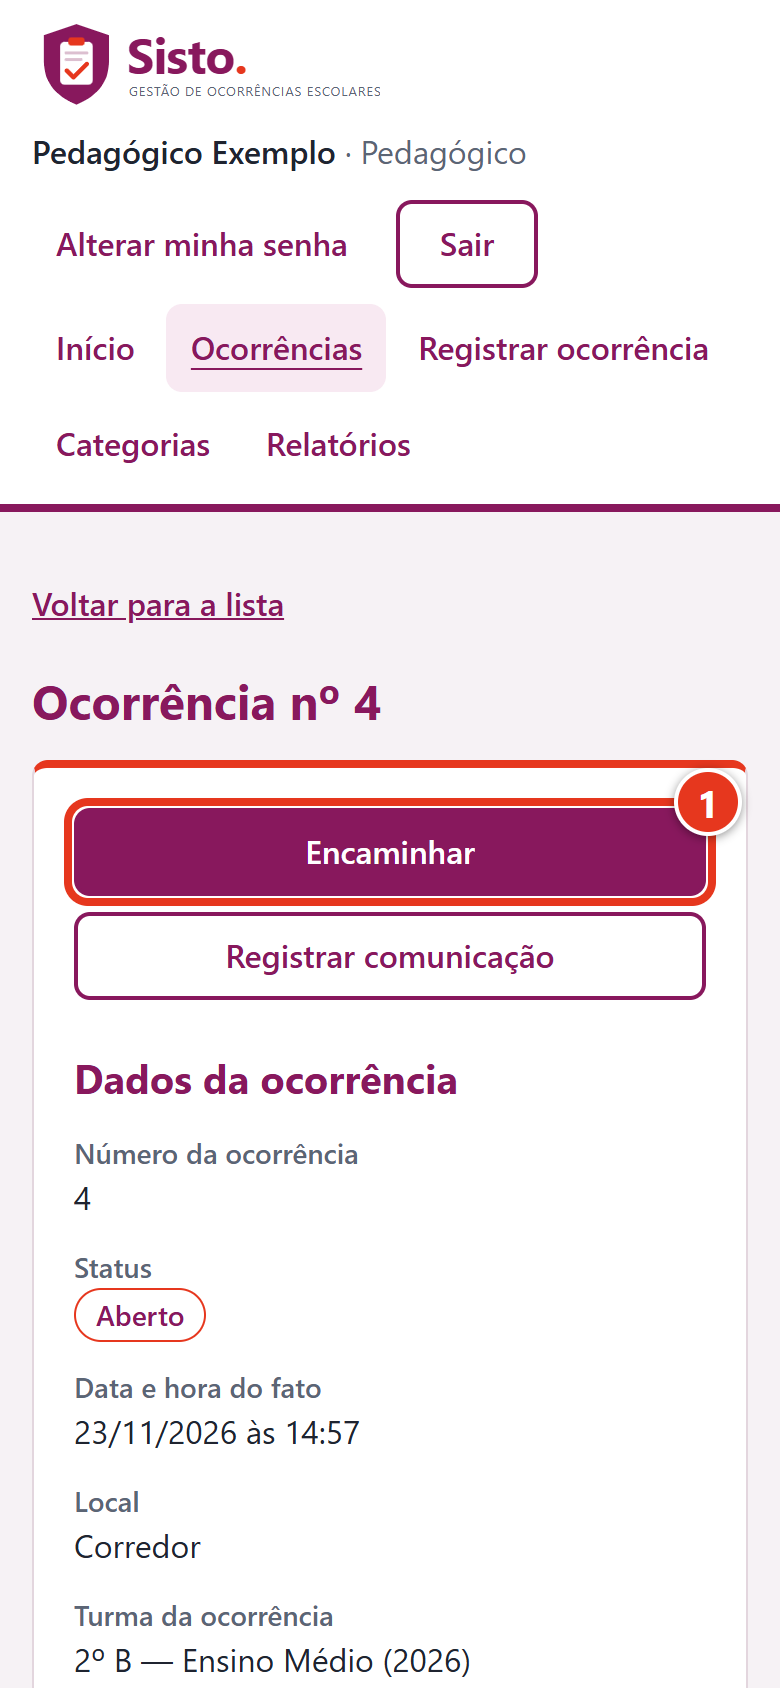 Sisto.
GESTÃO DE OCORRÊNCIAS ESCOLARES
Pedagógico Exemplo · Pedagógico
Alterar minha senha Sair
Início Ocorrências Registrar ocorrência
Categorias Relatórios
Voltar para a lista
Ocorrência nº 4
1
Encaminhar
Registrar comunicação
Dados da ocorrência
Número da ocorrência
4
Status
Aberto
Data e hora do fato
23/11/2026 às 14:57
Local
Corredor
Turma da ocorrência
2º B — Ensino Médio (2026)